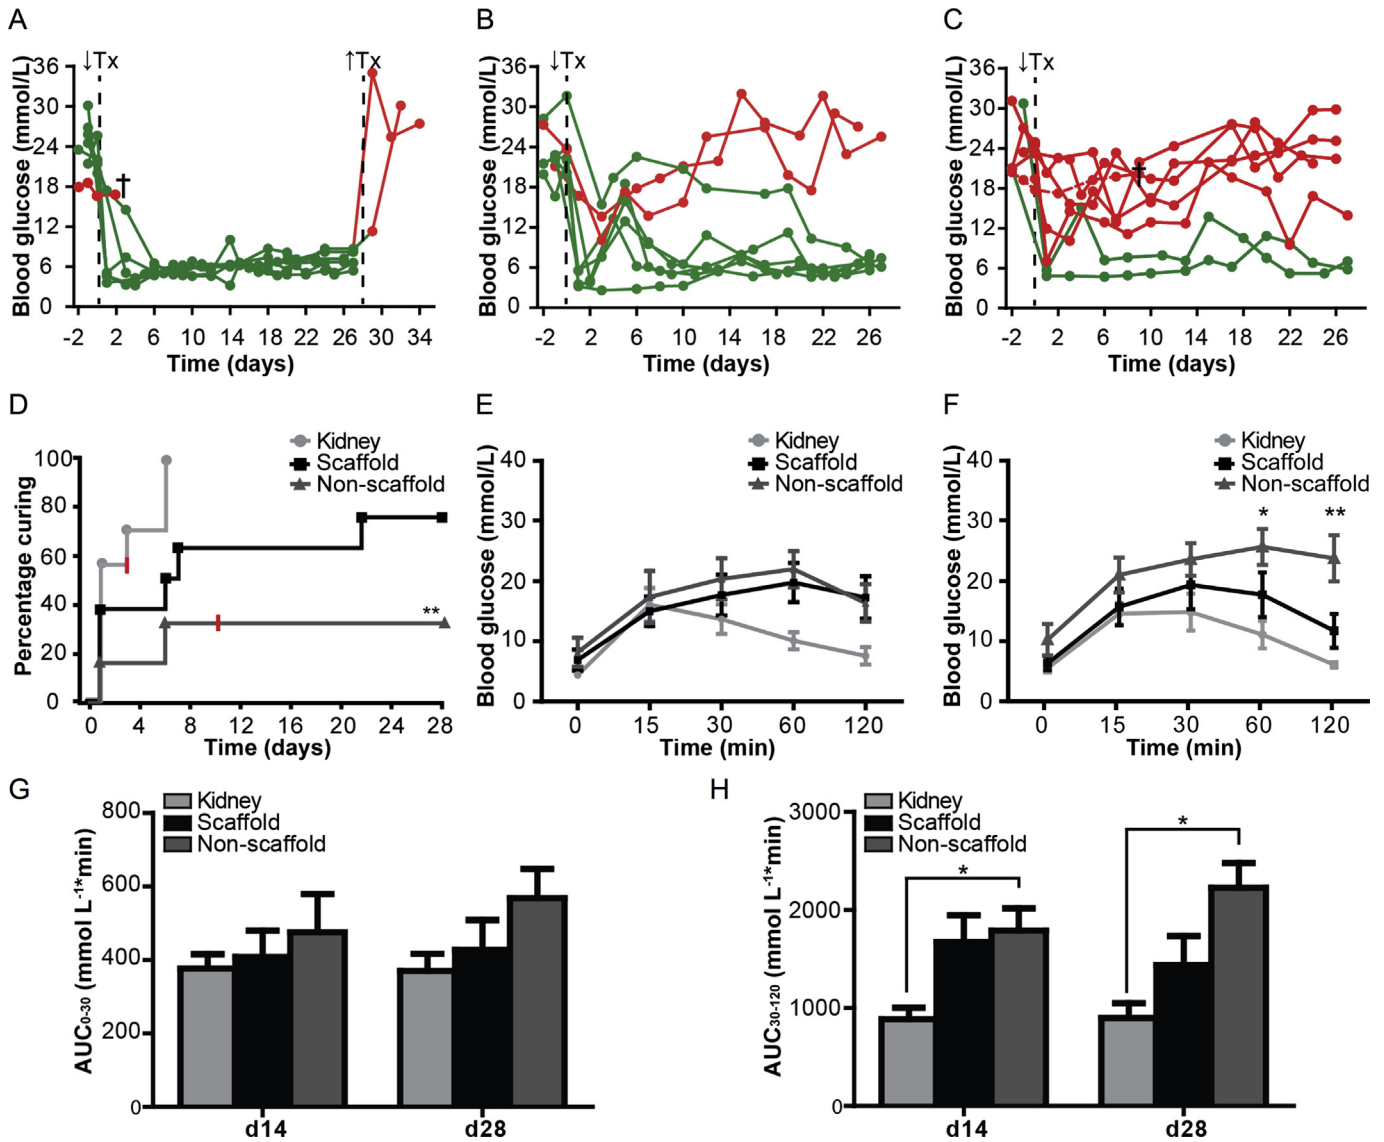 A
B
C
↓Tx
↑Tx
↓Tx
↓Tx
Blood glucose (mmol/L)
36
30
24
18
12
6
0
†
-2 2 6 10 14 18 22 26 30 34
Time (days)
Blood glucose (mmol/L)
36
30
24
18
12
6
0
-2 2 6 10 14 18 22 26
Time (days)
Blood glucose (mmol/L)
36
30
24
18
12
6
0
†
-2 2 6 10 14 18 22 26
Time (days)
D
E
F
Kidney
Scaffold
Non-scaffold
Percentage curing
100
80
60
40
20
0
**
0 4 8 12 16 20 24 28
Time (days)
Kidney
Scaffold
Non-scaffold
Blood glucose (mmol/L)
40
30
20
10
0
0 15 30 60 120
Time (min)
Kidney
Scaffold
Non-scaffold
* **
Blood glucose (mmol/L)
40
30
20
10
0
0 15 30 60 120
Time (min)
G
H
Kidney
Scaffold
Non-scaffold
AUC0-30 (mmol L-1*min)
800
600
400
200
0
d14 d28
Kidney
Scaffold
Non-scaffold
* *
AUC30-120 (mmol L-1*min)
3000
2000
1000
0
d14 d28